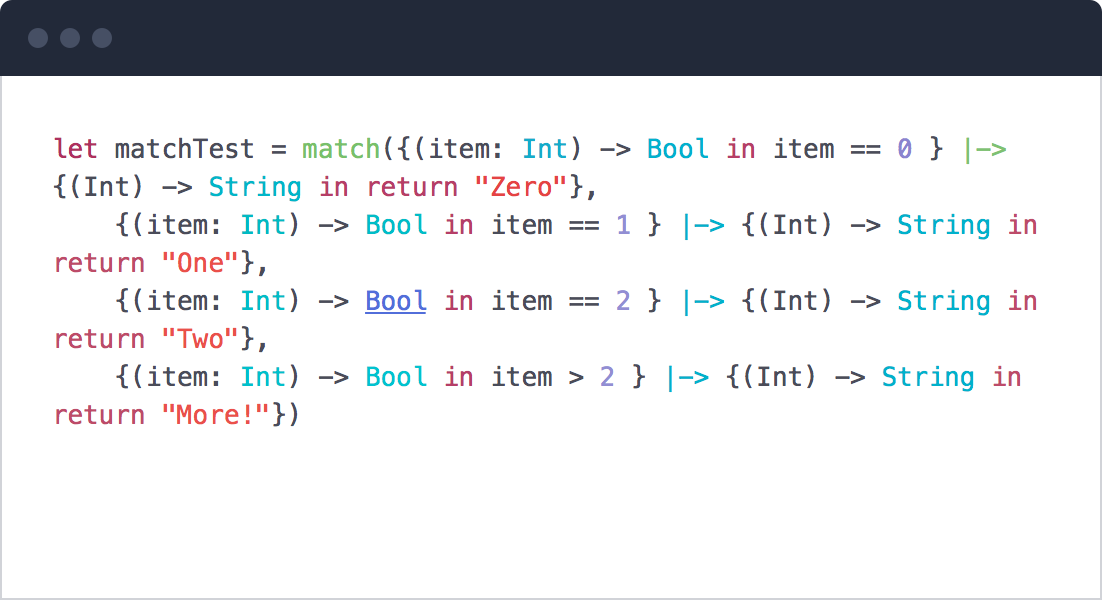 let matchTest = match({(item: Int) -> Bool in item == 0 } |->
{(Int) -> String in return "Zero"},
    {(item: Int) -> Bool in item == 1 } |-> {(Int) -> String in
return "One"},
    {(item: Int) -> Bool in item == 2 } |-> {(Int) -> String in
return "Two"},
    {(item: Int) -> Bool in item > 2 } |-> {(Int) -> String in
return "More!"})